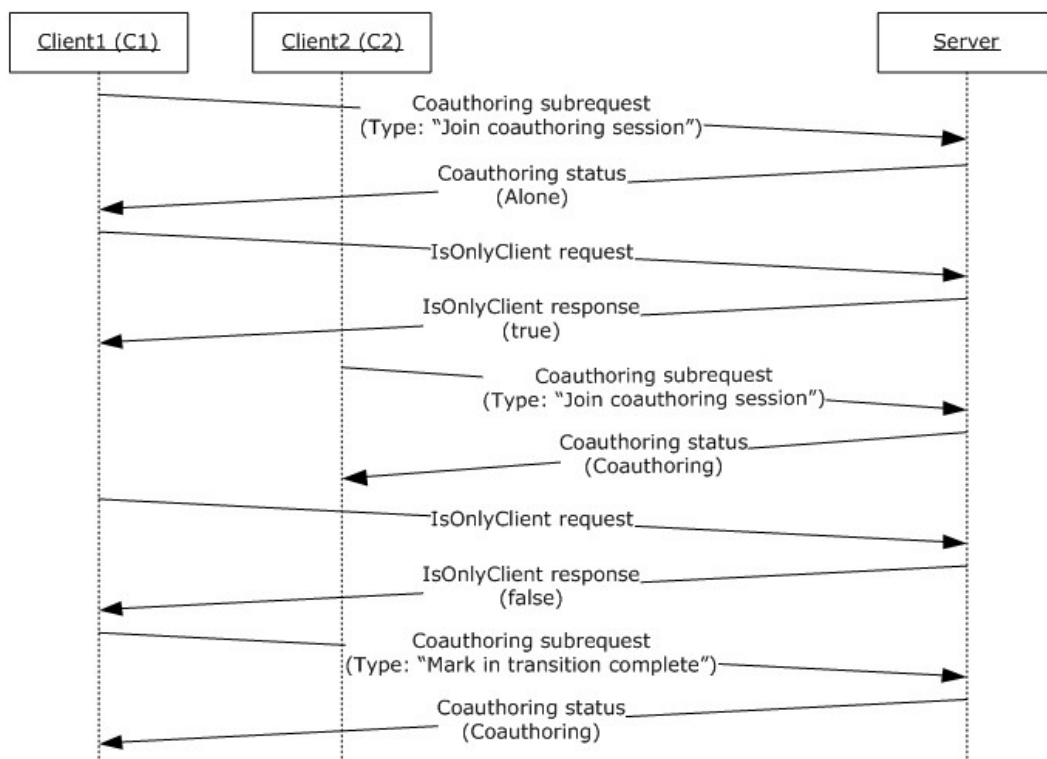 Client1 (C1)
Client2 (C2)
Server
Coauthoring subrequest
(Type: “Join coauthoring session”)
Coauthoring status
(Alone)
IsOnlyClient request
IsOnlyClient response
(true)
Coauthoring subrequest
(Type: “Join coauthoring session”)
Coauthoring status
(Coauthoring)
IsOnlyClient request
IsOnlyClient response
(false)
Coauthoring subrequest
(Type: “Mark in transition complete”)
Coauthoring status
(Coauthoring)